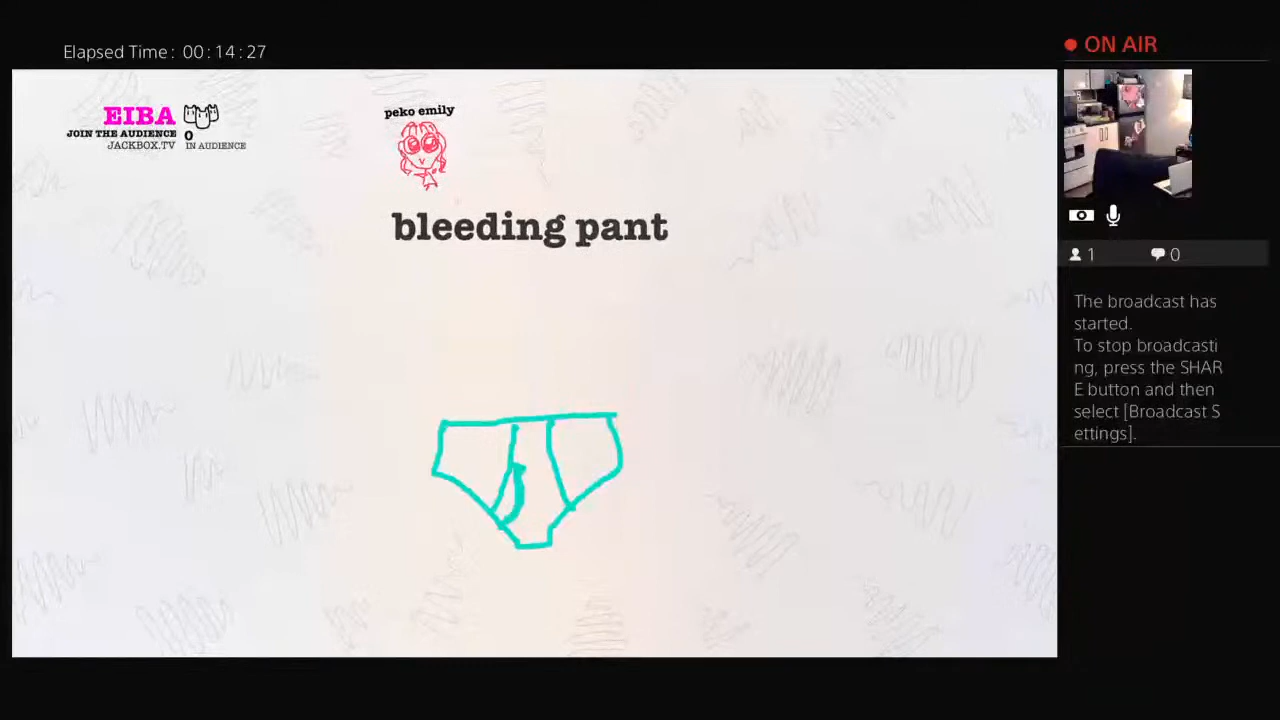 Elapsed Time: 00:14:27
ON AIR
EIBA
JOIN THE AUDIENCE
JACKBOX.TV
0
IN AUDIENCE
peko emily
bleeding pant
1
0
The broadcast has
started.
To stop broadcasti
ng, press the SHAR
E button and then
select [Broadcast S
ettings].